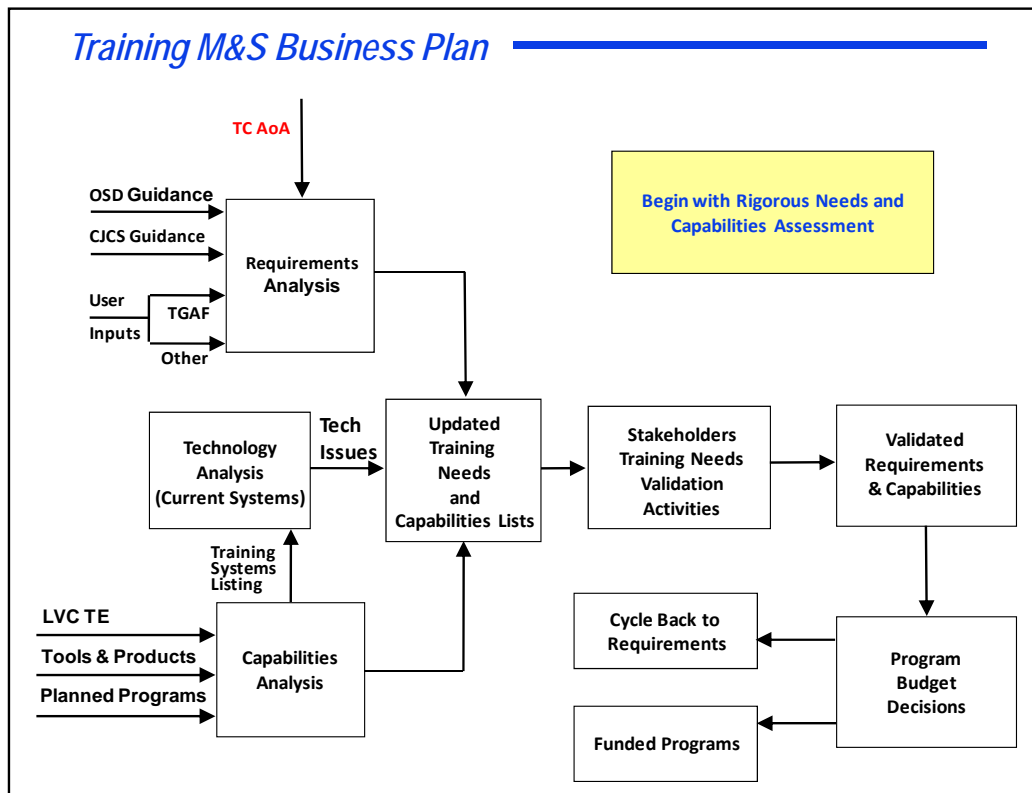 Training M&S Business Plan
TC AoA
OSD Guidance
CJCS Guidance
User
Inputs
TGAF
Other
Requirements
Analysis
Begin with Rigorous Needs and
Capabilities Assessment
Technology
Analysis
(Current Systems)
Tech
Issues
Updated
Training
Needs
and
Capabilities Lists
Stakeholders
Training Needs
Validation
Activities
Validated
Requirements
& Capabilities
Training
Systems
Listing
LVC TE
Tools & Products
Planned Programs
Capabilities
Analysis
Cycle Back to
Requirements
Funded Programs
Program
Budget
Decisions